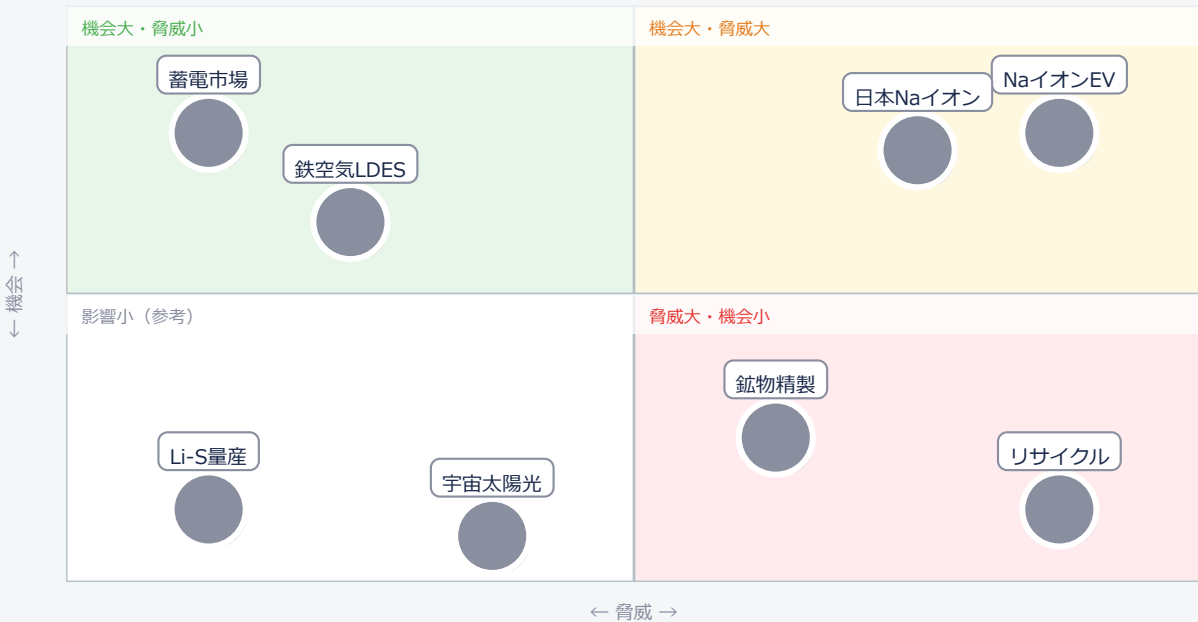 機会大・脅威小
機会大・脅威大
蓄電市場
NaイオンEV
日本Naイオン
鉄空気LDES
← 機会 →
影響小（参考）
脅威大・機会小
鉱物精製
Li-S量産
リサイクル
宇宙太陽光
← 脅威 →